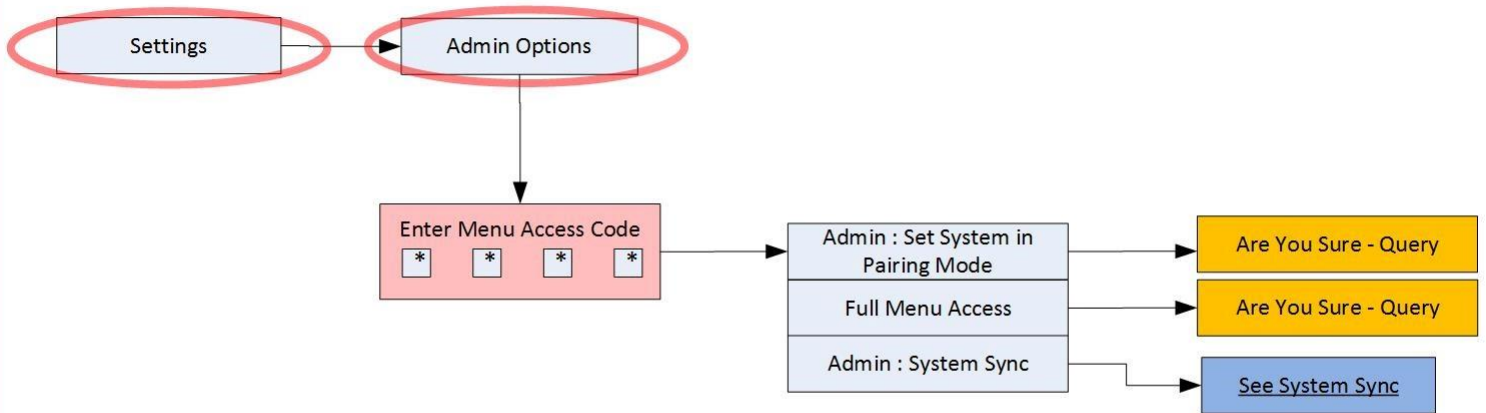 Settings
Admin Options
Enter Menu Access Code
* * * *
Admin : Set System in
Pairing Mode
Are You Sure - Query
Full Menu Access
Are You Sure - Query
Admin : System Sync
See System Sync